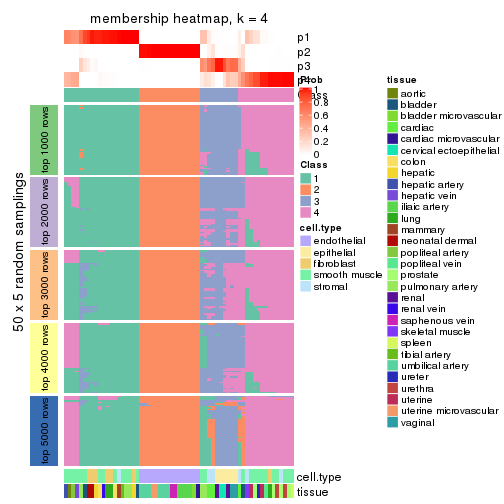 membership heatmap, k = 4
p1
p2
p3
p4
Prob
1
0.8
0.6
0.4
0.2
0
Class
Class
1
2
3
4
cell.type
endothelial
epithelial
fibroblast
smooth muscle
stromal
tissue
aortic
bladder
bladder microvascular
cardiac
cardiac microvascular
cervical ectoepithelial
colon
hepatic
hepatic artery
hepatic vein
iliaic artery
lung
mammary
neonatal dermal
popliteal artery
popliteal vein
prostate
pulmonary artery
renal
renal vein
saphenous vein
skeletal muscle
spleen
tibial artery
umbilical artery
ureter
urethra
uterine
uterine microvascular
vaginal
50 x 5 random samplings
top 1000 rows
top 2000 rows
top 3000 rows
top 4000 rows
top 5000 rows
cell.type
tissue